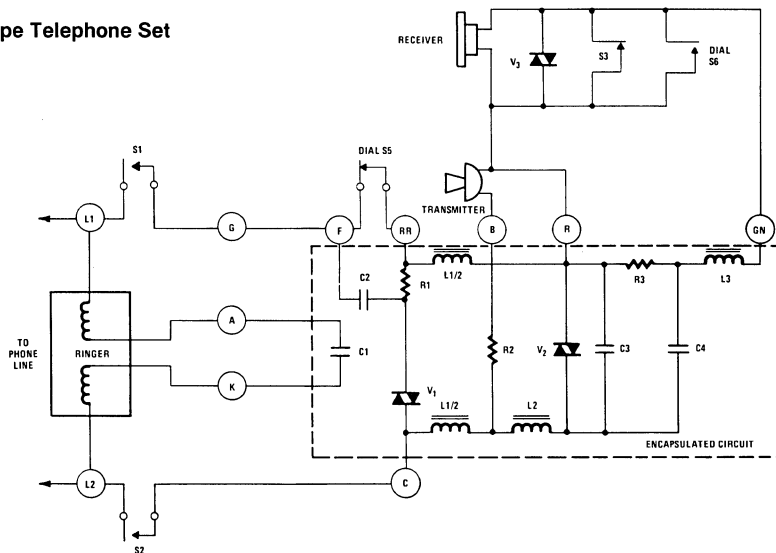 pe Telephone Set
RECEIVER
V3
S3
DIAL
S6
S1
DIAL S5
TRANSMITTER
L1
G
F
RR
B
R
GN
C2
R1
L1/2
R3
L3
TO
PHONE
LINE
RINGER
A
C1
K
R2
V2
C3
C4
V1
L1/2
L2
ENCAPSULATED CIRCUIT
L2
C
S2